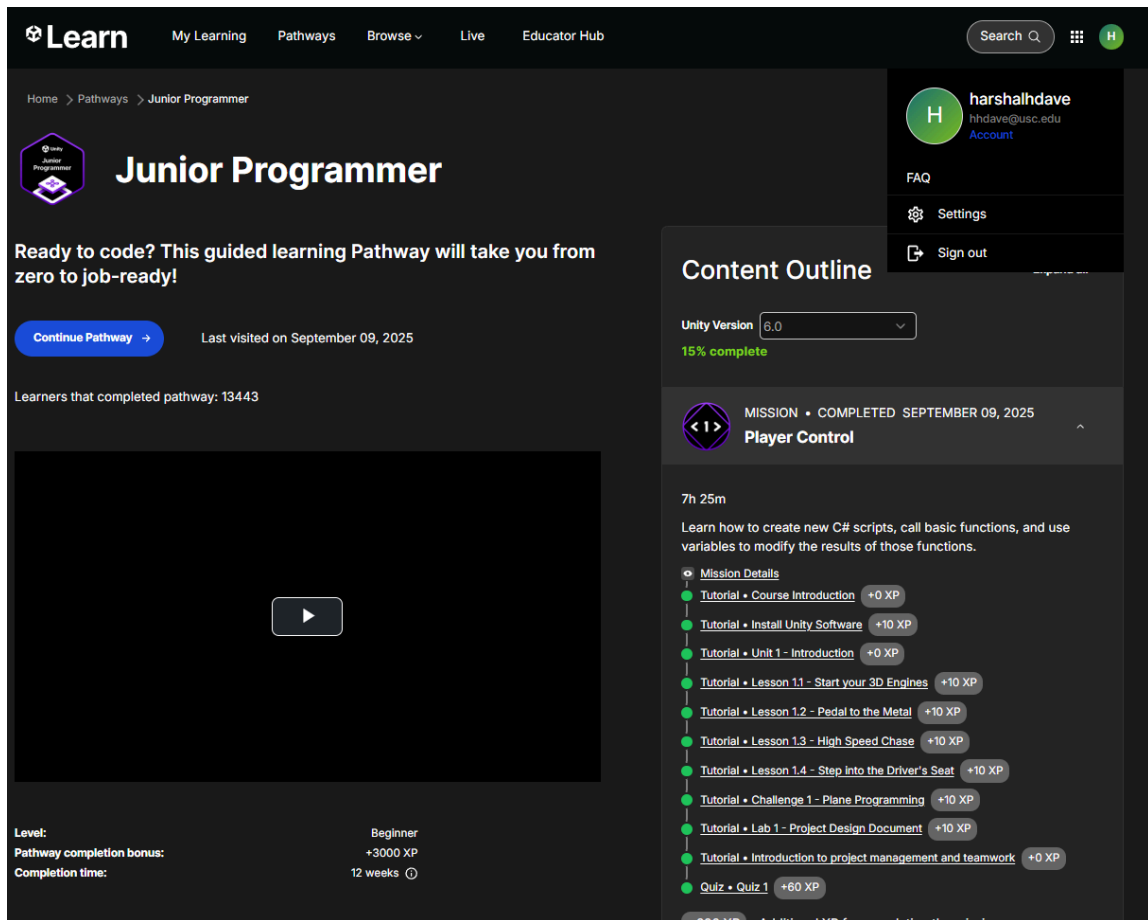 Learn
My Learning
Pathways
Browse
Live
Educator Hub
Search
H
Home > Pathways > Junior Programmer
H
harshalhdave
hhdave@usc.edu
Account
FAQ
Settings
Sign out
Unity
Junior
Programmer
Junior Programmer
Ready to code? This guided learning Pathway will take you from
zero to job-ready!
Continue Pathway →
Last visited on September 09, 2025
Learners that completed pathway: 13443
Level: Beginner
Pathway completion bonus: +3000 XP
Completion time: 12 weeks
Content Outline
Unity Version 6.0
15% complete
<1>
MISSION • COMPLETED SEPTEMBER 09, 2025
Player Control
7h 25m
Learn how to create new C# scripts, call basic functions, and use
variables to modify the results of those functions.
Mission Details
Tutorial • Course Introduction +0 XP
Tutorial • Install Unity Software +10 XP
Tutorial • Unit 1 - Introduction +0 XP
Tutorial • Lesson 1.1 - Start your 3D Engines +10 XP
Tutorial • Lesson 1.2 - Pedal to the Metal +10 XP
Tutorial • Lesson 1.3 - High Speed Chase +10 XP
Tutorial • Lesson 1.4 - Step into the Driver's Seat +10 XP
Tutorial • Challenge 1 - Plane Programming +10 XP
Tutorial • Lab 1 - Project Design Document +10 XP
Tutorial • Introduction to project management and teamwork +0 XP
Quiz • Quiz 1 +60 XP